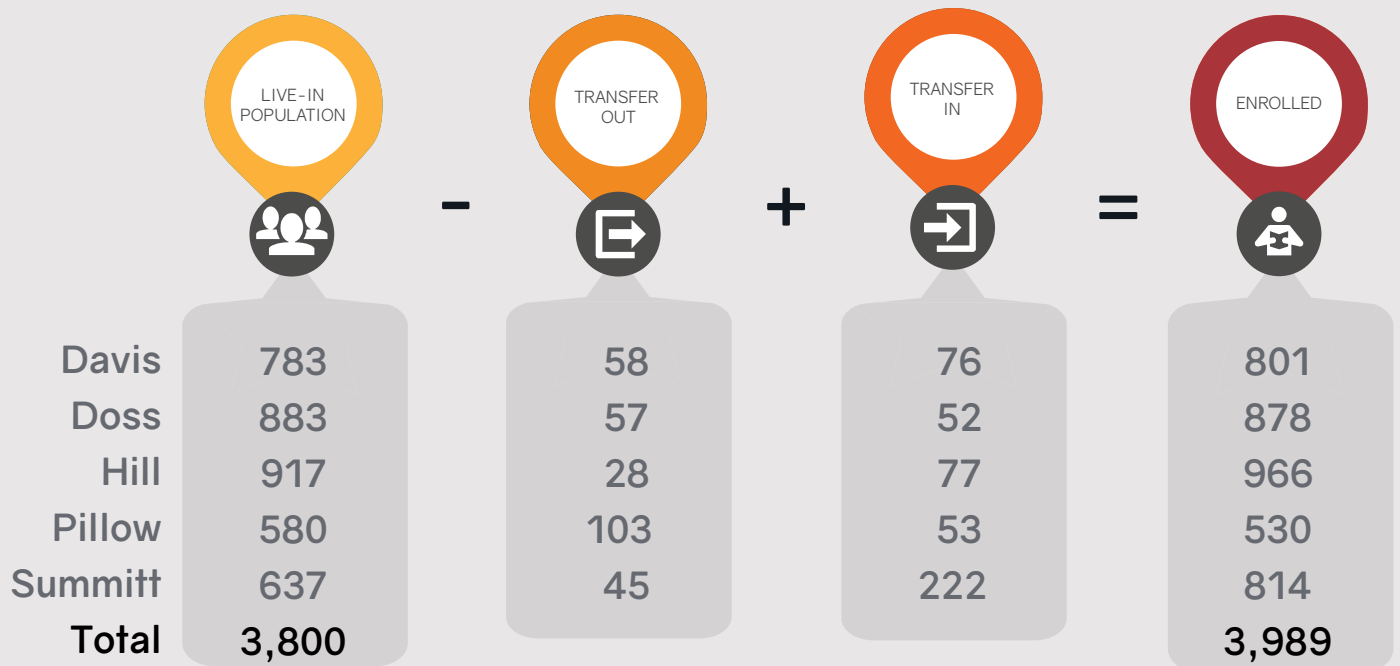 LIVE-IN
POPULATION
TRANSFER
OUT
TRANSFER
IN
ENROLLED
- + =
Davis 783 58 76 801
Doss 883 57 52 878
Hill 917 28 77 966
Pillow 580 103 53 530
Summitt 637 45 222 814
Total 3,800 3,989